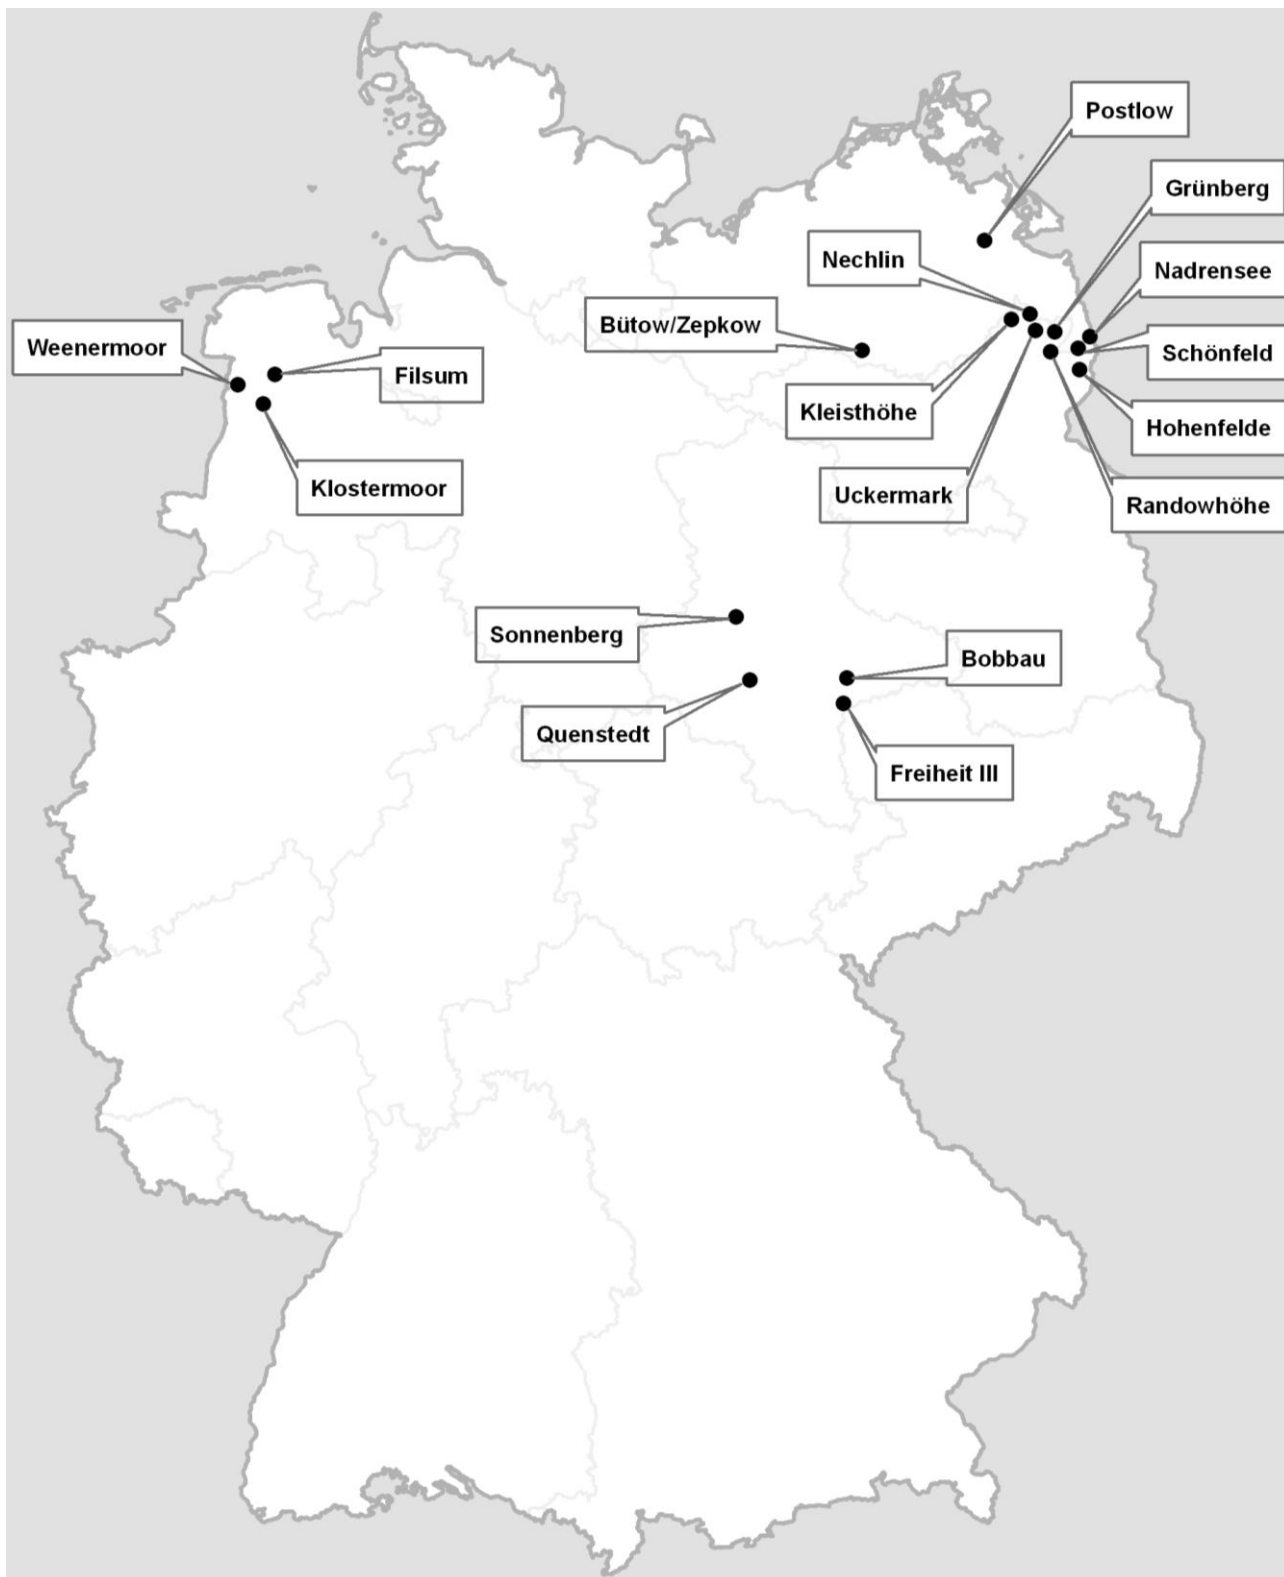 Postlow
Grünberg
Nechlin
Nadrensee
Bütow/Zepkow
Weenermoor
Schönfeld
Filsum
Kleisthöhe
Hohenfelde
Klostermoor
Uckermark
Randowhöhe
Sonnenberg
Bobbau
Quenstedt
Freiheit III